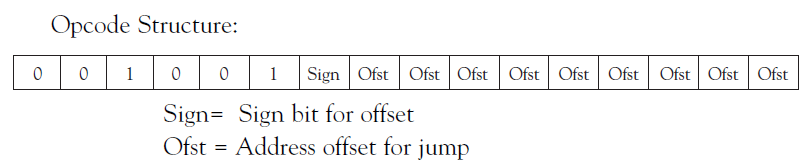 Opcode Structure:
0 0 1 0 0 1 Sign Ofst Ofst Ofst Ofst Ofst Ofst Ofst Ofst Ofst
Sign= Sign bit for offset
Ofst = Address offset for jump